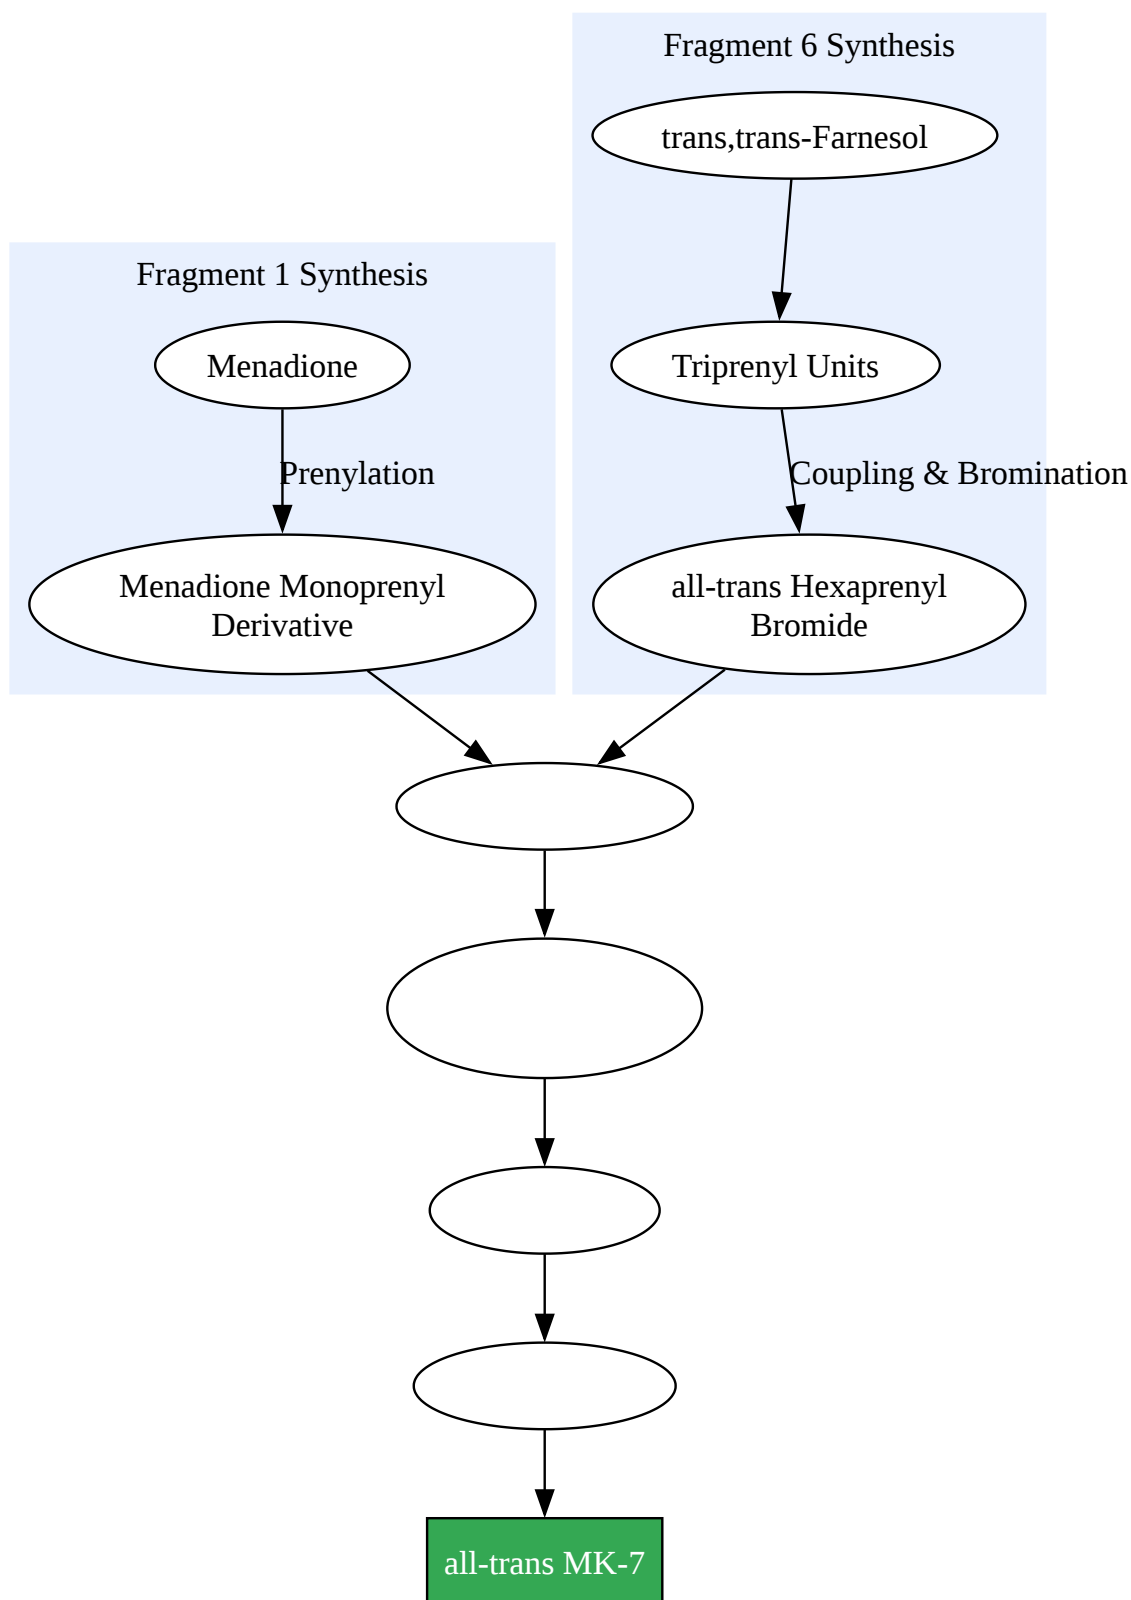 Fragment 6 Synthesis
trans,trans-Farnesol
Fragment 1 Synthesis
Menadione
Triprenyl Units
Prenylation
Coupling & Bromination
Menadione Monoprenyl
Derivative
all-trans Hexaprenyl
Bromide
all-trans MK-7